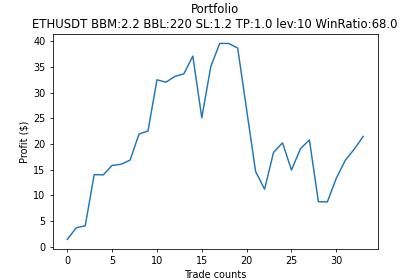 Portfolio
ETHUSDT BBM:2.2 BBL:220 SL:1.2 TP:1.0 lev:10 WinRatio:68.0
40
35
30
25
20
15
10
5
0
Profit ($)
0 5 10 15 20 25 30
Trade counts